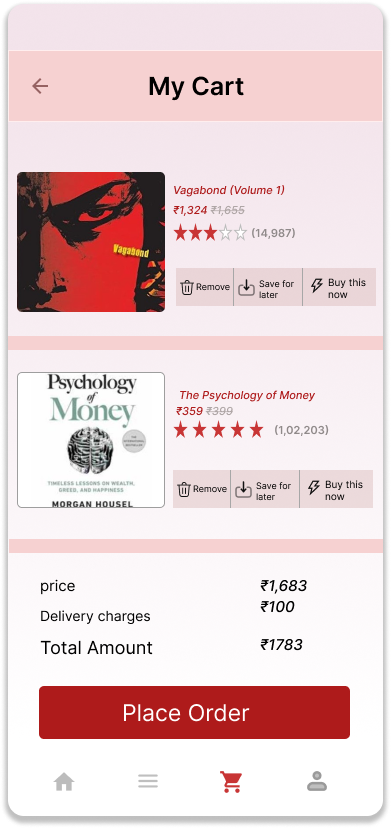 My Cart
Vagabond (Volume 1)
₹1,324 ₹1,655
(14,987)
Vagabond
Remove
Save for
later
Buy this
now
Psychology
of
Money
The Psychology of Money
₹359 ₹399
(1,02,203)
TIMELESS LESSONS ON WEALTH,
GREED, AND HAPPINESS
MORGAN HOUSEL
Remove
Save for
later
Buy this
now
price ₹1,683
Delivery charges ₹100
Total Amount ₹1783
Place Order